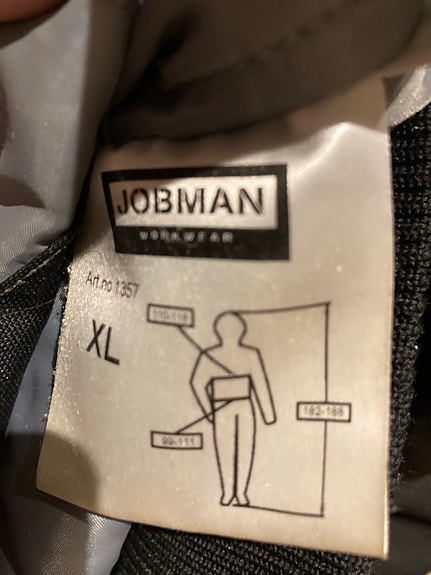 JOBMAN
WORKWEAR
Art.no 1357
XL
110-118
182-188
99-111